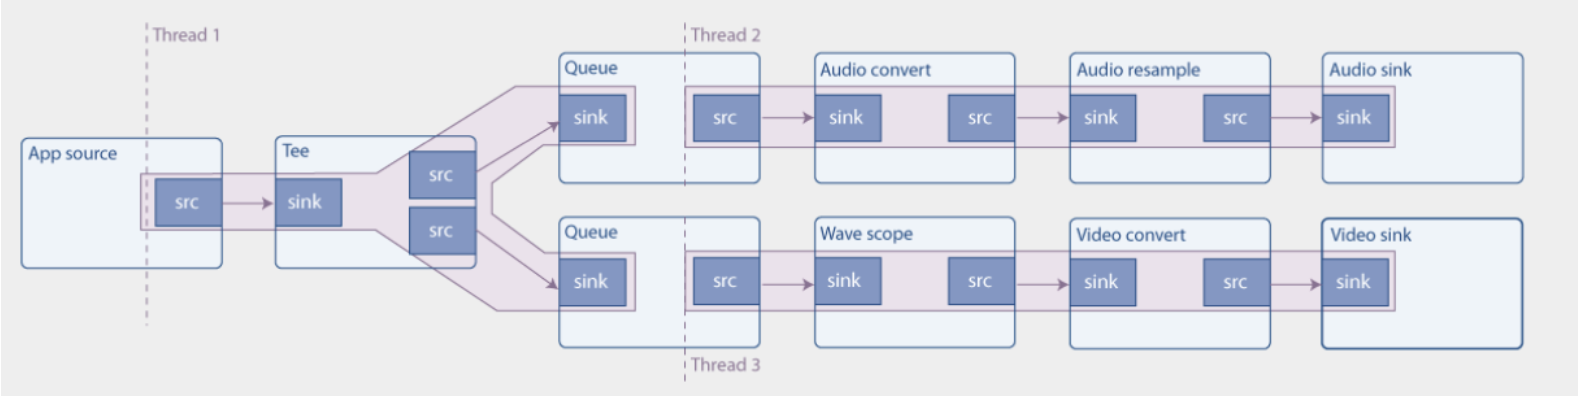 Thread 1
Thread 2
Queue
Audio convert
Audio resample
Audio sink
sink
src
sink
src
sink
src
sink
App source
Tee
src
src
sink
src
Queue
Wave scope
Video convert
Video sink
sink
src
sink
src
sink
src
sink
Thread 3